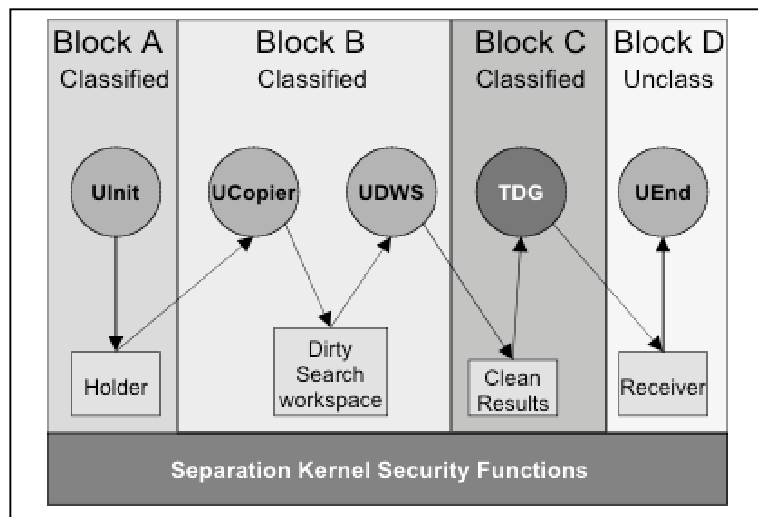 Block A
Classified
Block B
Classified
Block C
Classified
Block D
Unclass
UInit
UCopier
UDWS
TDG
UEnd
Holder
Dirty
Search
workspace
Clean
Results
Receiver
Separation Kernel Security Functions